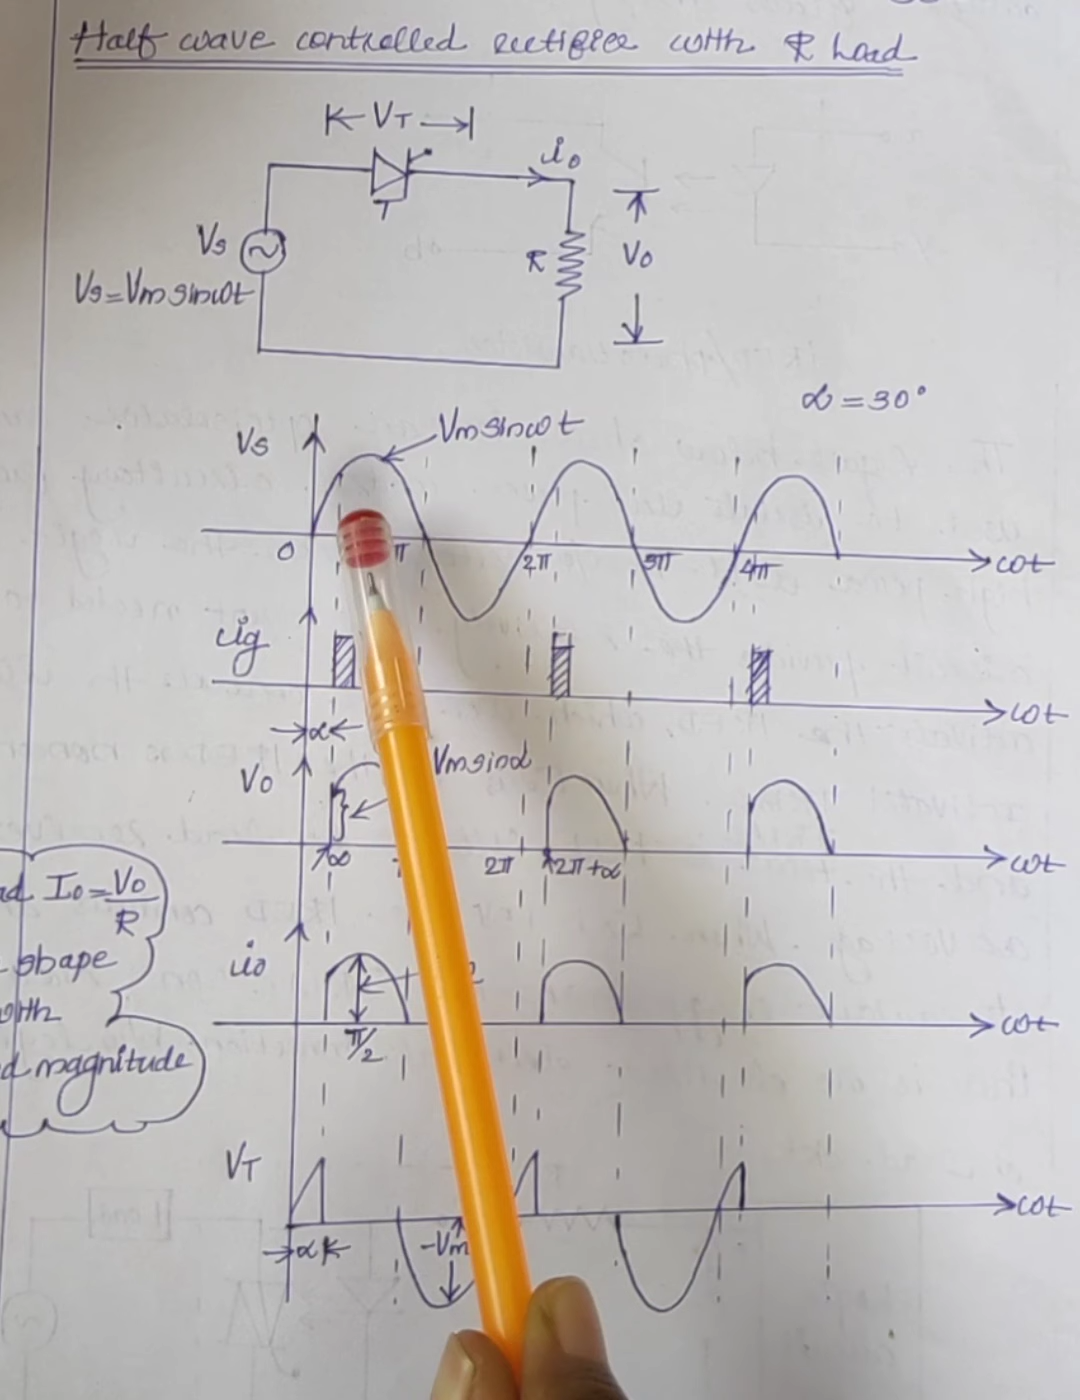 Half wave controlled rectifier with R Load
VT
io
T
Vs
R
Vo
Vs=Vm sinωt
α=30°
Vs
Vm sinωt
0
π
2π
3π
4π
ωt
ig
ωt
α
Vo
Vm sinα
α
2π
2π+α
ωt
Io=Vo/R
shape
io
magnitude
π/2
ωt
VT
ωt
α
-Vm